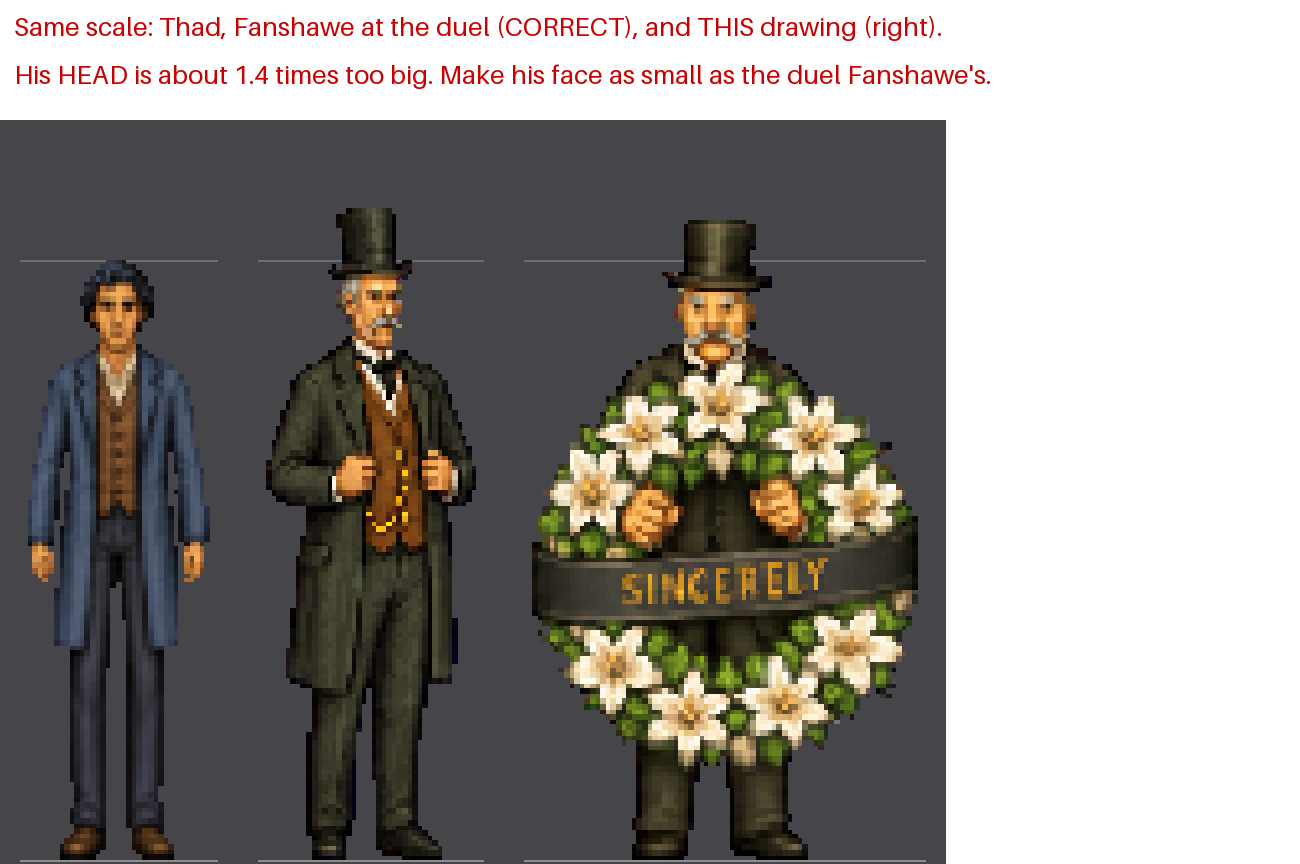 Same scale: Thad, Fanshawe at the duel (CORRECT), and THIS drawing (right).
His HEAD is about 1.4 times too big. Make his face as small as the duel Fanshawe's.
SINCERELY